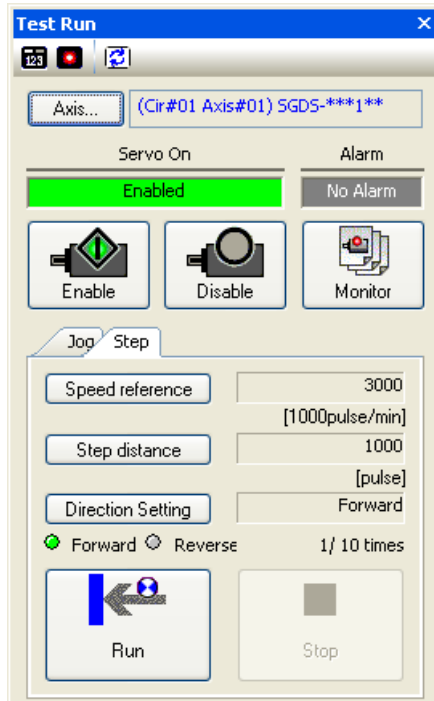 Test Run
123
Axis... (Cir#01 Axis#01) SGDS-***1**
Servo On Alarm
Enabled No Alarm
Enable Disable Monitor
Jog Step
Speed reference 3000
[1000pulse/min]
Step distance 1000
[pulse]
Direction Setting Forward
Forward Reverse 1/ 10 times
Run Stop